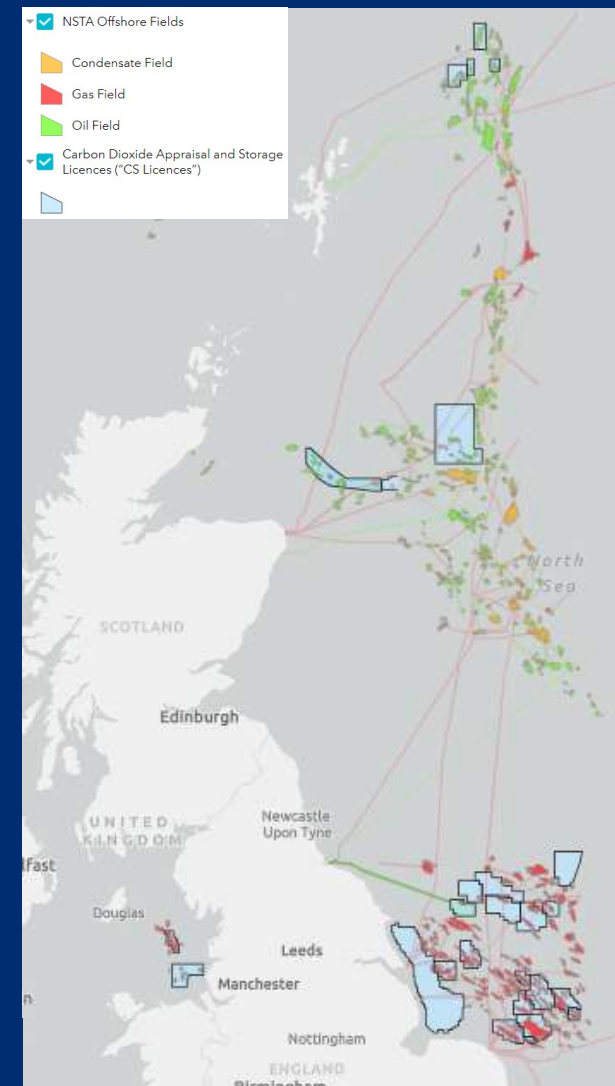 NSTA Offshore Fields
Condensate Field
Gas Field
Oil Field
Carbon Dioxide Appraisal and Storage
Licences ("CS Licences")
North
Sea
SCOTLAND
Edinburgh
UNITED
KINGDOM
Newcastle
Upon Tyne
lfast
Douglas
Leeds
Manchester
n
Nottingham
ENGLAND
Birmingham